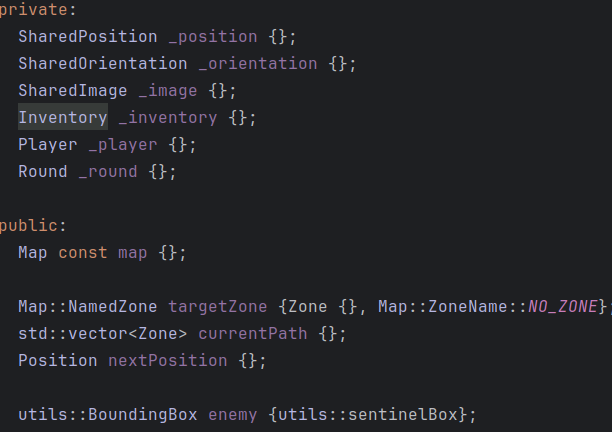 private:
SharedPosition _position {};
SharedOrientation _orientation {};
SharedImage _image {};
Inventory _inventory {};
Player _player {};
Round _round {};
public:
Map const map {};
Map::NamedZone targetZone {Zone {}, Map::ZoneName::NO_ZONE};
std::vector<Zone> currentPath {};
Position nextPosition {};
utils::BoundingBox enemy {utils::sentinelBox};